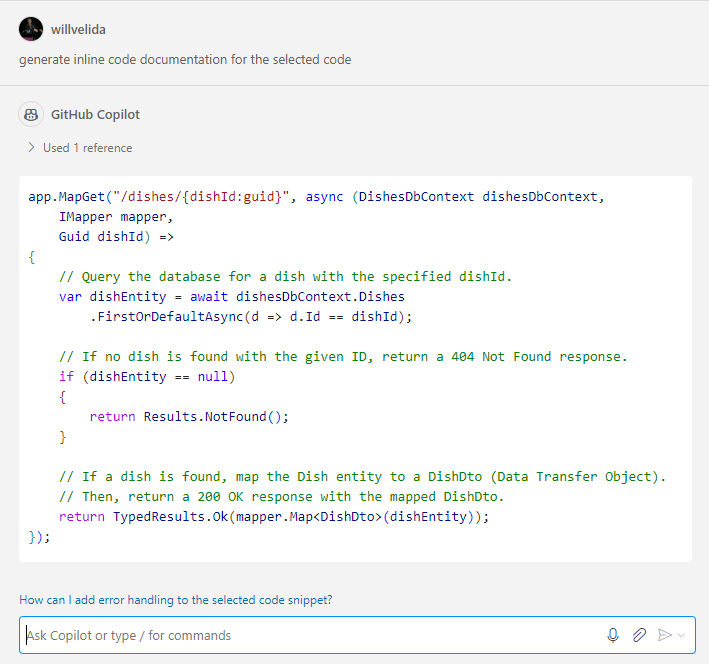 willvelida
generate inline code documentation for the selected code
GitHub Copilot
Used 1 reference
app.MapGet("/dishes/{dishId:guid}", async (DishesDbContext dishesDbContext,
    IMapper mapper,
    Guid dishId) =>
{
    // Query the database for a dish with the specified dishId.
    var dishEntity = await dishesDbContext.Dishes
        .FirstOrDefaultAsync(d => d.Id == dishId);
    // If no dish is found with the given ID, return a 404 Not Found response.
    if (dishEntity == null)
    {
        return Results.NotFound();
    }
    // If a dish is found, map the Dish entity to a DishDto (Data Transfer Object).
    // Then, return a 200 OK response with the mapped DishDto.
    return TypedResults.Ok(mapper.Map<DishDto>(dishEntity));
});
How can I add error handling to the selected code snippet?
Ask Copilot or type / for commands